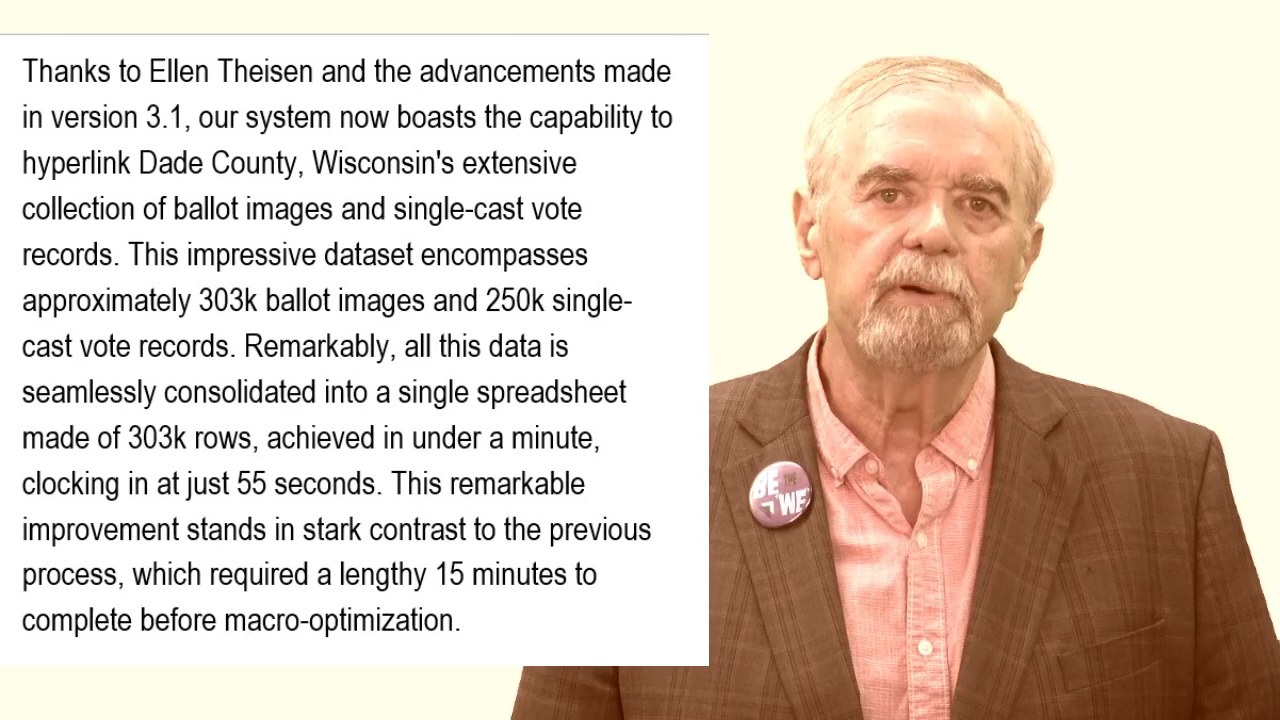 Thanks to Ellen Theisen and the advancements made
in version 3.1, our system now boasts the capability to
hyperlink Dade County, Wisconsin's extensive
collection of ballot images and single-cast vote
records. This impressive dataset encompasses
approximately 303k ballot images and 250k single-
cast vote records. Remarkably, all this data is
seamlessly consolidated into a single spreadsheet
made of 303k rows, achieved in under a minute,
clocking in at just 55 seconds. This remarkable
improvement stands in stark contrast to the previous
process, which required a lengthy 15 minutes to
complete before macro-optimization.
BE THE
"WE"